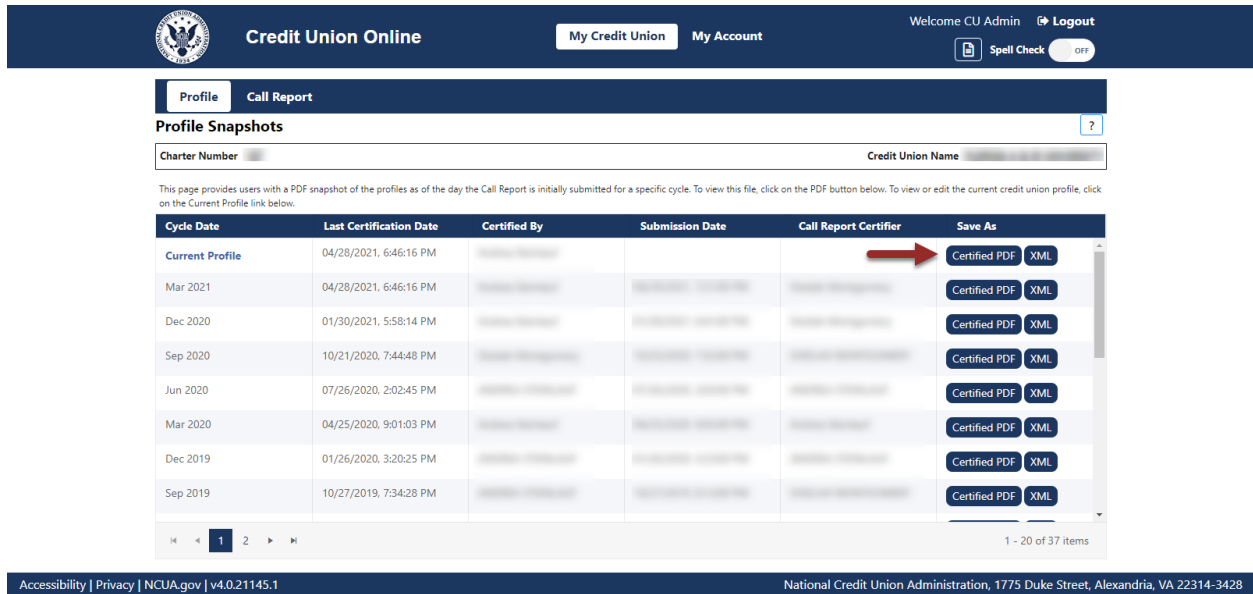 Welcome CU Admin Logout
Credit Union Online My Credit Union My Account
Spell Check OFF
Profile Call Report
Profile Snapshots ?
Charter Number Credit Union Name
This page provides users with a PDF snapshot of the profiles as of the day the Call Report is initially submitted for a specific cycle. To view this file, click on the PDF button below. To view or edit the current credit union profile, click
on the Current Profile link below.
Cycle Date Last Certification Date Certified By Submission Date Call Report Certifier Save As
Current Profile 04/28/2021, 6:46:16 PM Certified PDF XML
Mar 2021 04/28/2021, 6:46:16 PM Certified PDF XML
Dec 2020 01/30/2021, 5:58:14 PM Certified PDF XML
Sep 2020 10/21/2020, 7:44:48 PM Certified PDF XML
Jun 2020 07/26/2020, 2:02:45 PM Certified PDF XML
Mar 2020 04/25/2020, 9:01:03 PM Certified PDF XML
Dec 2019 01/26/2020, 3:20:25 PM Certified PDF XML
Sep 2019 10/27/2019, 7:34:28 PM Certified PDF XML
1 2 1 - 20 of 37 items
Accessibility | Privacy | NCUA.gov | v4.0.21145.1 National Credit Union Administration, 1775 Duke Street, Alexandria, VA 22314-3428